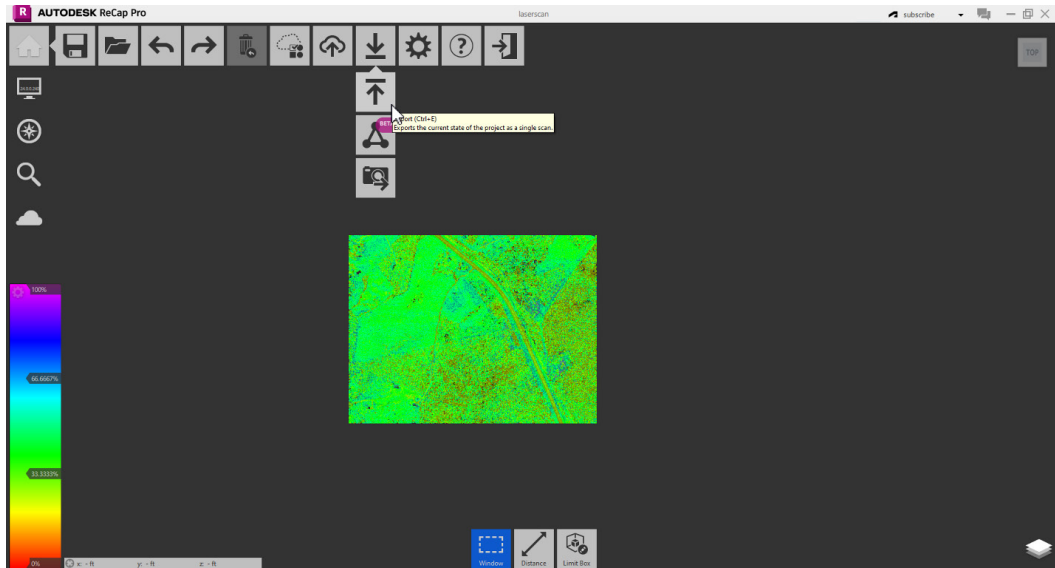 R AUTODESK ReCap Pro
laserscan
subscribe
TOP
BETA
port (Ctrl+E)
Exports the current state of the project as a single scan.
100%
66.6667%
33.3333%
0%
x: - ft y: - ft z: - ft
Window Distance Limit Box